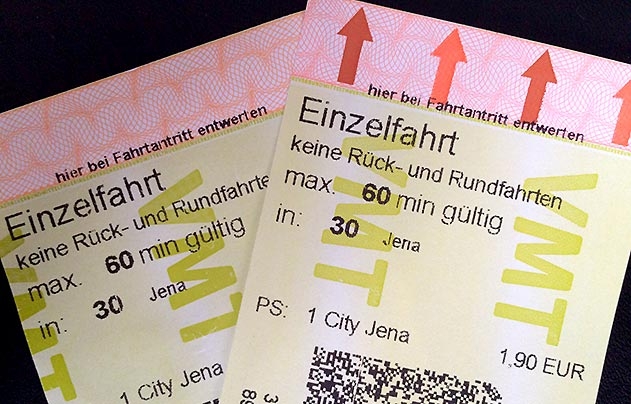 hier bei Fahrtantritt entwerten
Einzelfahrt
keine Rück- und Rundfahrten
max. 60 min gültig
in: 30 Jena
1 City Jena
VMT
VMT
hier bei Fahrtantritt entwerten
Einzelfahrt
keine Rück- und Rundfahrten
max. 60 min gültig
in: 30 Jena
PS: 1 City Jena
1,90 EUR
VMT
VMT